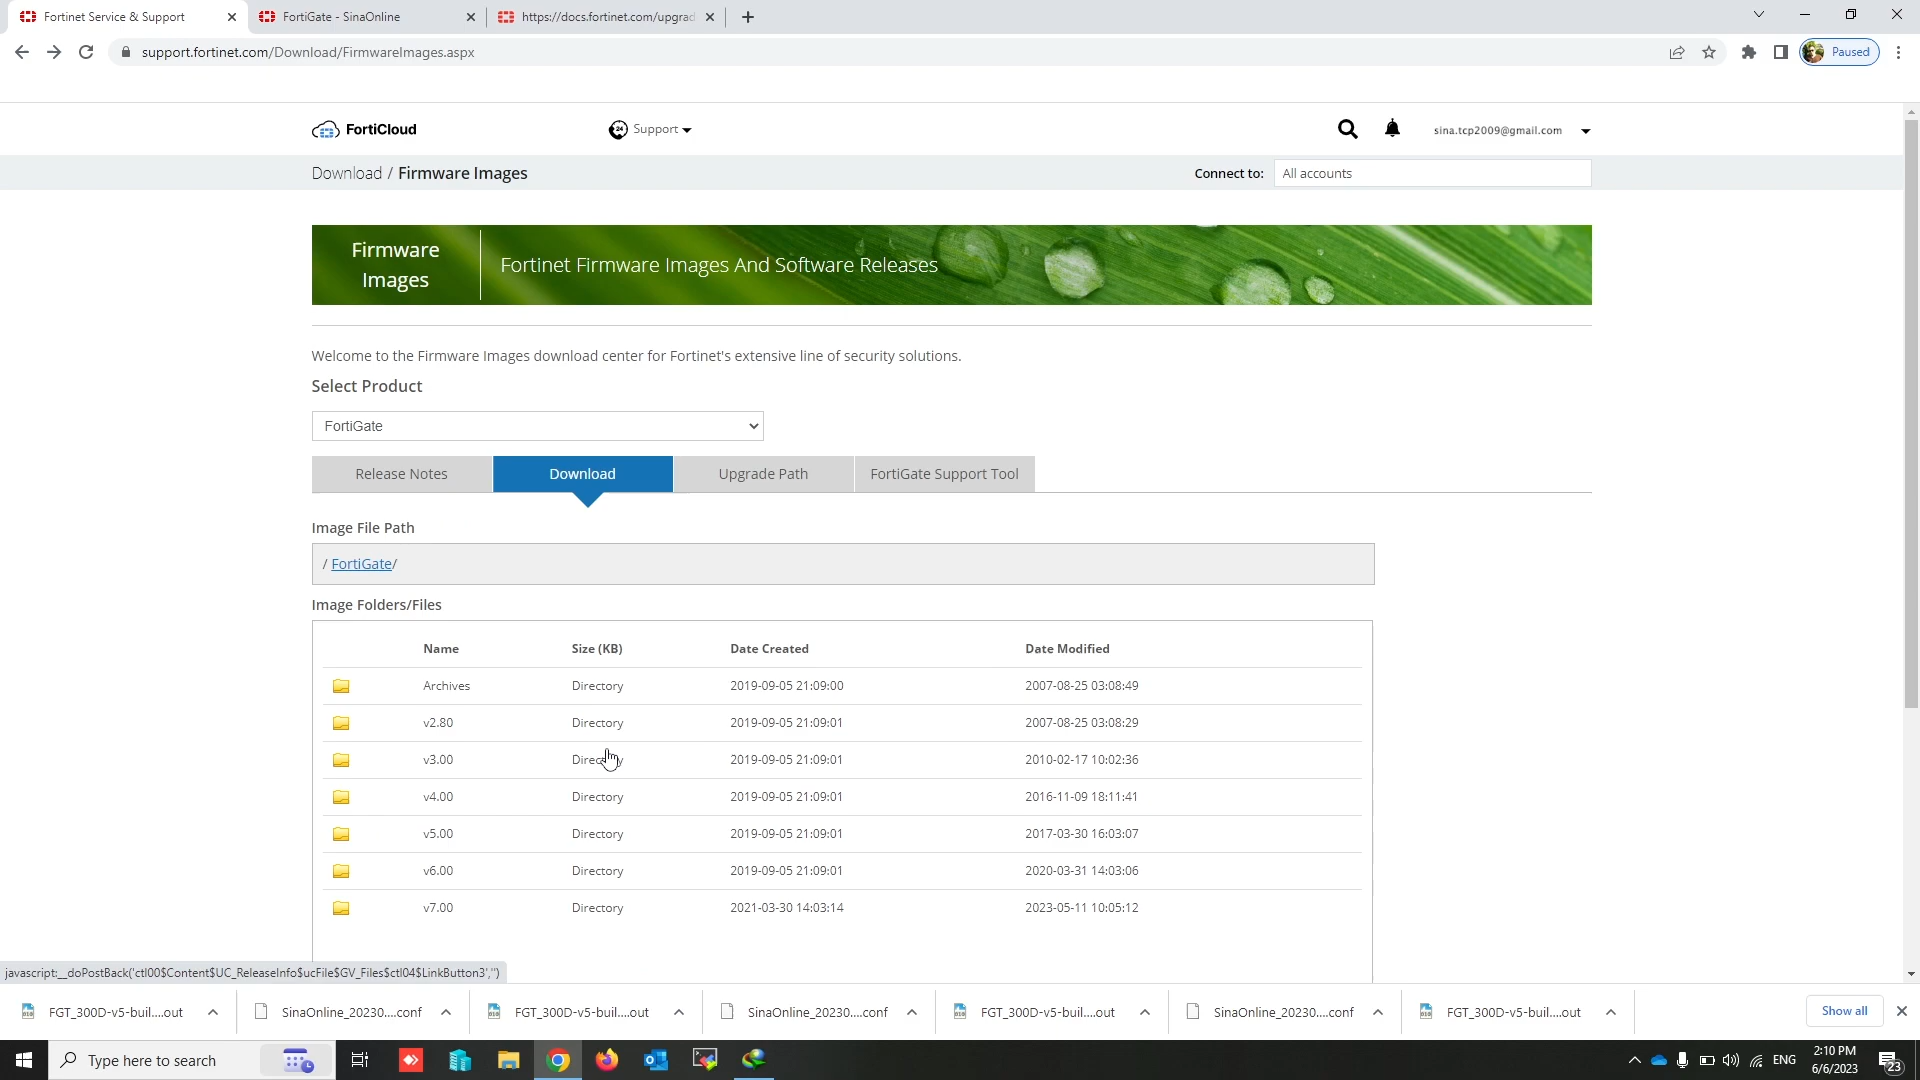 Fortinet Service & Support
FortiGate - SinaOnline
https://docs.fortinet.com/upgrad
support.fortinet.com/Download/FirmwareImages.aspx
Paused
FortiCloud
24
Support
sina.tcp2009@gmail.com
Download / Firmware Images
Connect to:
All accounts
Firmware
Images
Fortinet Firmware Images And Software Releases
Welcome to the Firmware Images download center for Fortinet's extensive line of security solutions.
Select Product
FortiGate
Release Notes
Download
Upgrade Path
FortiGate Support Tool
Image File Path
/ FortiGate/
Image Folders/Files
Name Size (KB) Date Created Date Modified
Archives Directory 2019-09-05 21:09:00 2007-08-25 03:08:49
v2.80 Directory 2019-09-05 21:09:01 2007-08-25 03:08:29
v3.00 Directory 2019-09-05 21:09:01 2010-02-17 10:02:36
v4.00 Directory 2019-09-05 21:09:01 2016-11-09 18:11:41
v5.00 Directory 2019-09-05 21:09:01 2017-03-30 16:03:07
v6.00 Directory 2019-09-05 21:09:01 2020-03-31 14:03:06
v7.00 Directory 2021-03-30 14:03:14 2023-05-11 10:05:12
javascript:__doPostBack('ctl00$Content$UC_ReleaseInfo$ucFile$GV_Files$ctl04$LinkButton3','')
FGT_300D-v5-buil....out
SinaOnline_20230....conf
FGT_300D-v5-buil....out
SinaOnline_20230....conf
FGT_300D-v5-buil....out
SinaOnline_20230....conf
FGT_300D-v5-buil....out
Show all
Type here to search
ENG
2:10 PM
6/6/2023
23